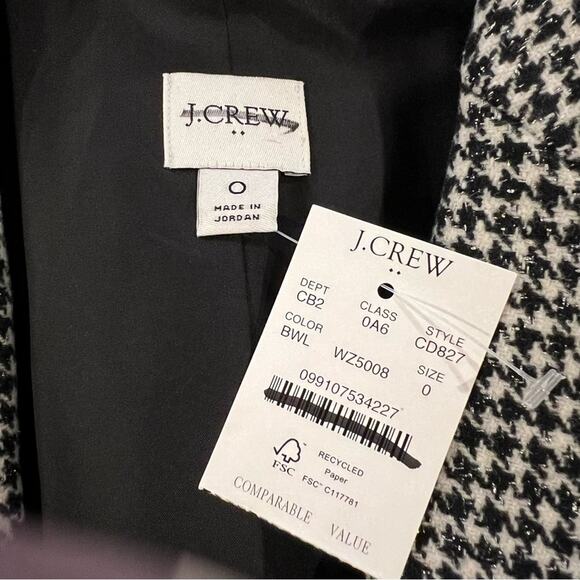 J.CREW
0
MADE IN
JORDAN
J.CREW
DEPT CLASS STYLE
CB2 0A6 CD827
COLOR SIZE
BWL WZ5008 0
099107534227
FSC
RECYCLED
Paper
FSC™ C117781
COMPARABLE VALUE